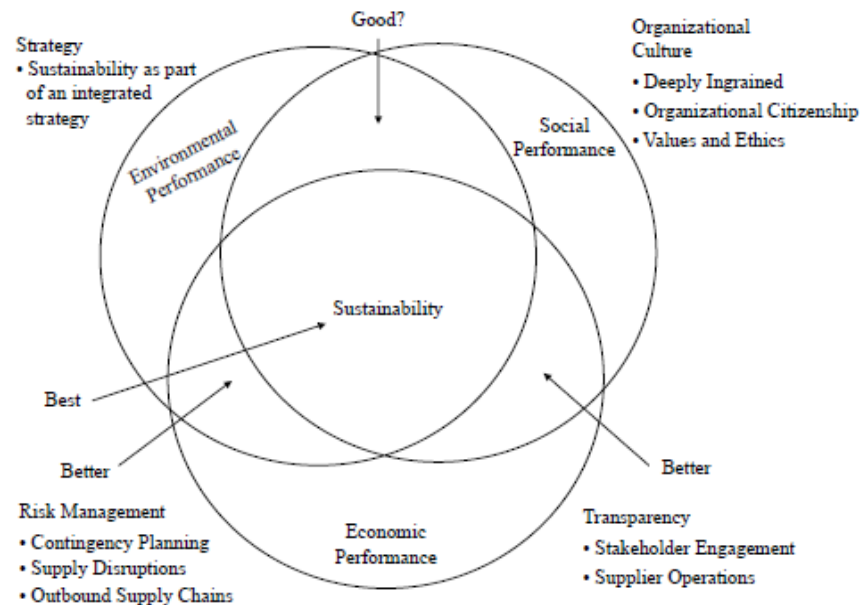 Good?
Strategy
• Sustainability as part
of an integrated
strategy
Organizational
Culture
• Deeply Ingrained
• Organizational Citizenship
• Values and Ethics
Environmental
Performance
Social
Performance
Sustainability
Best
Better
Better
Risk Management
• Contingency Planning
• Supply Disruptions
• Outbound Supply Chains
Economic
Performance
Transparency
• Stakeholder Engagement
• Supplier Operations